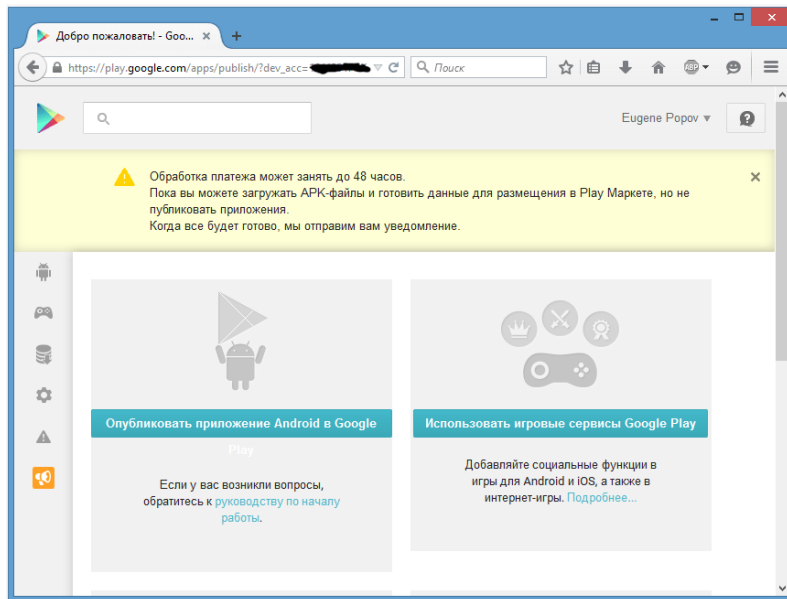 Добро пожаловать! - Goo...
https://play.google.com/apps/publish/?dev_acc=
Поиск
ABP
Eugene Popov
Обработка платежа может занять до 48 часов.
Пока вы можете загружать APK-файлы и готовить данные для размещения в Play Маркете, но не
публиковать приложения.
Когда все будет готово, мы отправим вам уведомление.
Опубликовать приложение Android в Google
Play
Если у вас возникли вопросы,
обратитесь к руководству по началу
работы.
Использовать игровые сервисы Google Play
Добавляйте социальные функции в
игры для Android и iOS, а также в
интернет-игры. Подробнее...